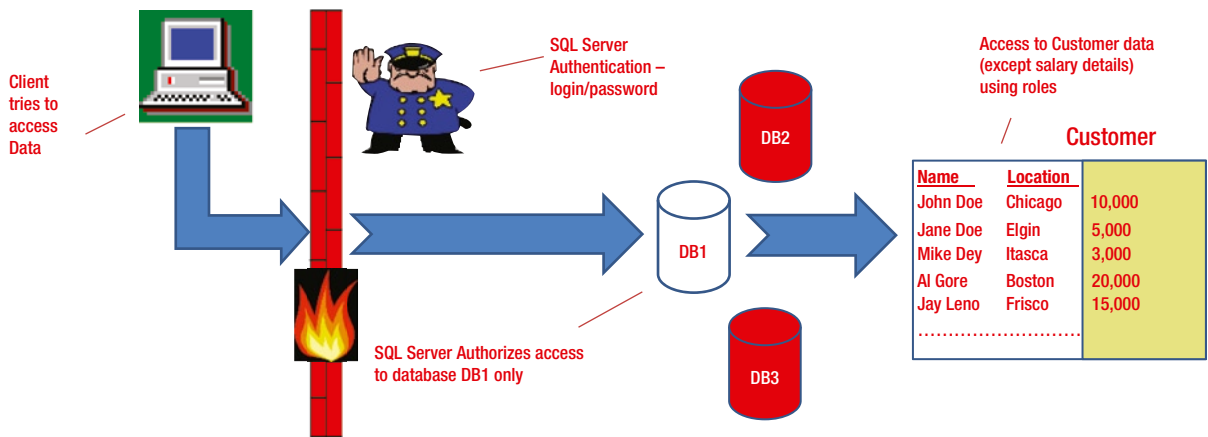 Client
tries to
access
Data
SQL Server
Authentication –
login/password
Access to Customer data
(except salary details)
using roles
DB2
Customer
Name Location
John Doe Chicago 10,000
Jane Doe Elgin 5,000
Mike Dey Itasca 3,000
Al Gore Boston 20,000
Jay Leno Frisco 15,000
............................
DB1
SQL Server Authorizes access
to database DB1 only
DB3